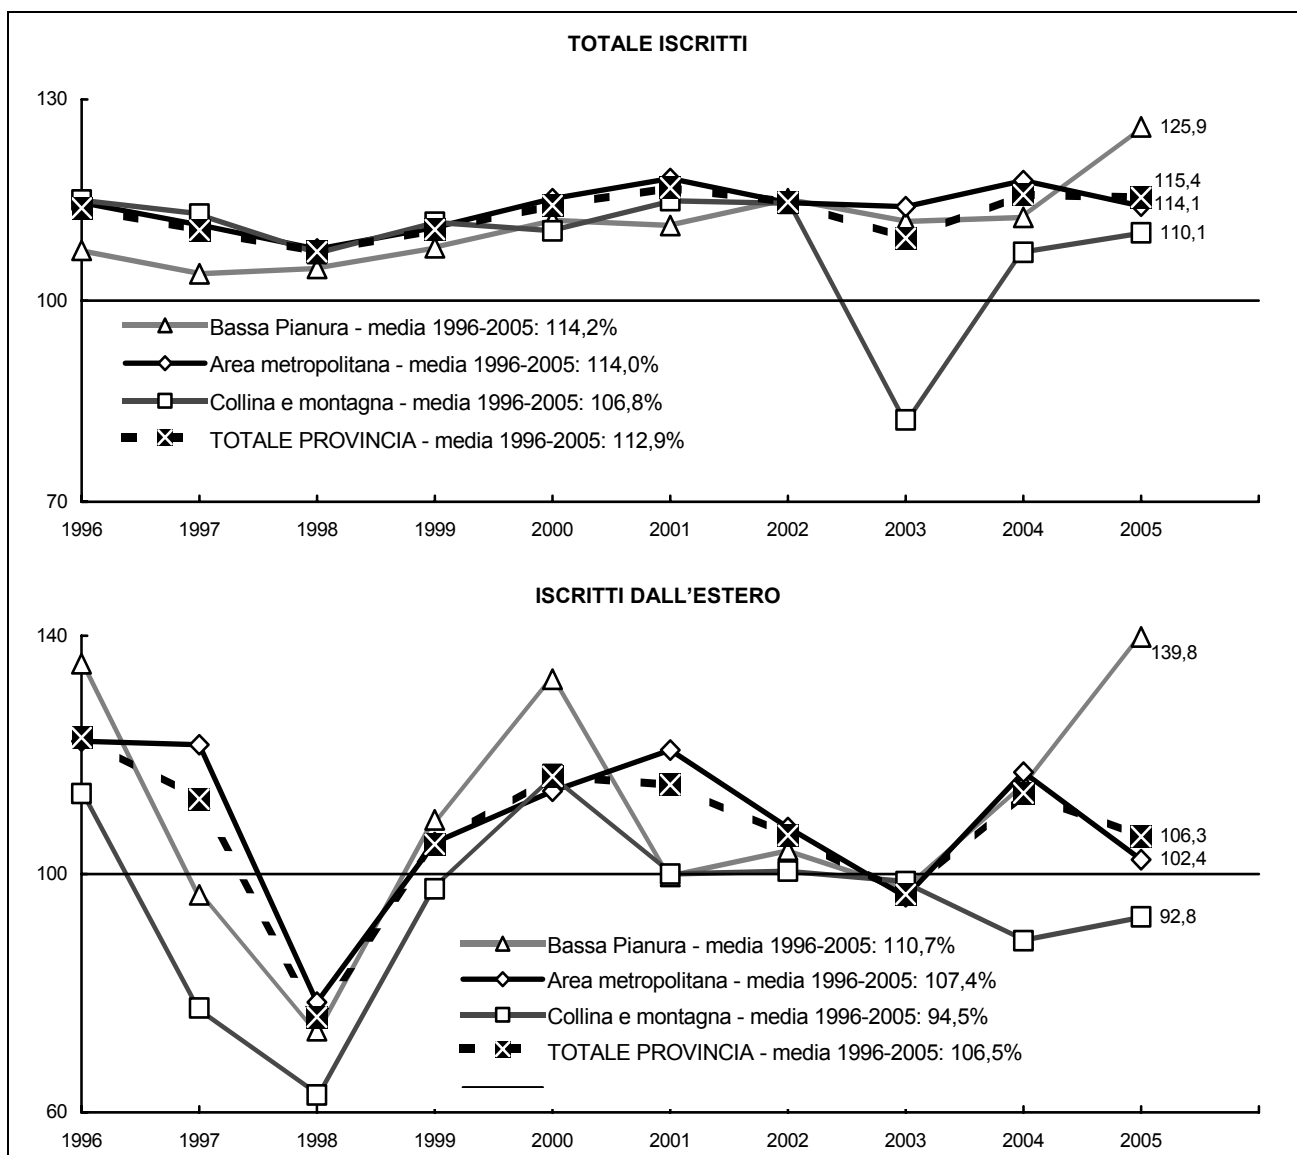 TOTALE ISCRITTI
130
125,9
115,4
114,1
110,1
100
Bassa Pianura - media 1996-2005: 114,2%
Area metropolitana - media 1996-2005: 114,0%
Collina e montagna - media 1996-2005: 106,8%
TOTALE PROVINCIA - media 1996-2005: 112,9%
70
1996 1997 1998 1999 2000 2001 2002 2003 2004 2005
ISCRITTI DALL’ESTERO
140
139,8
106,3
102,4
100
92,8
Bassa Pianura - media 1996-2005: 110,7%
Area metropolitana - media 1996-2005: 107,4%
Collina e montagna - media 1996-2005: 94,5%
TOTALE PROVINCIA - media 1996-2005: 106,5%
60
1996 1997 1998 1999 2000 2001 2002 2003 2004 2005